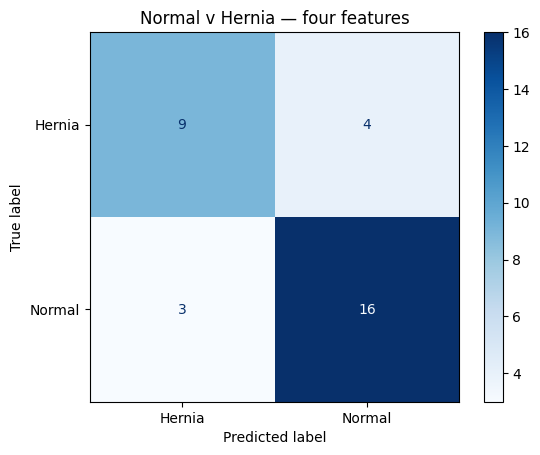 Normal v Hernia — four features
True label
Hernia
9
4
Normal
3
16
Hernia
Normal
Predicted label
16
14
12
10
8
6
4